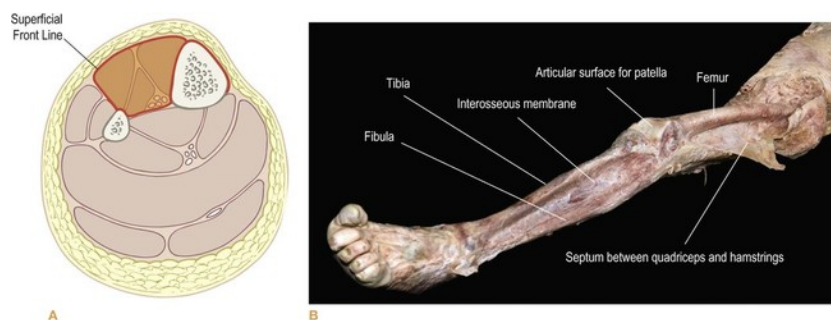 Superficial
Front Line
Articular surface for patella
Femur
Tibia
Interosseous membrane
Fibula
Septum between quadriceps and hamstrings
A
B